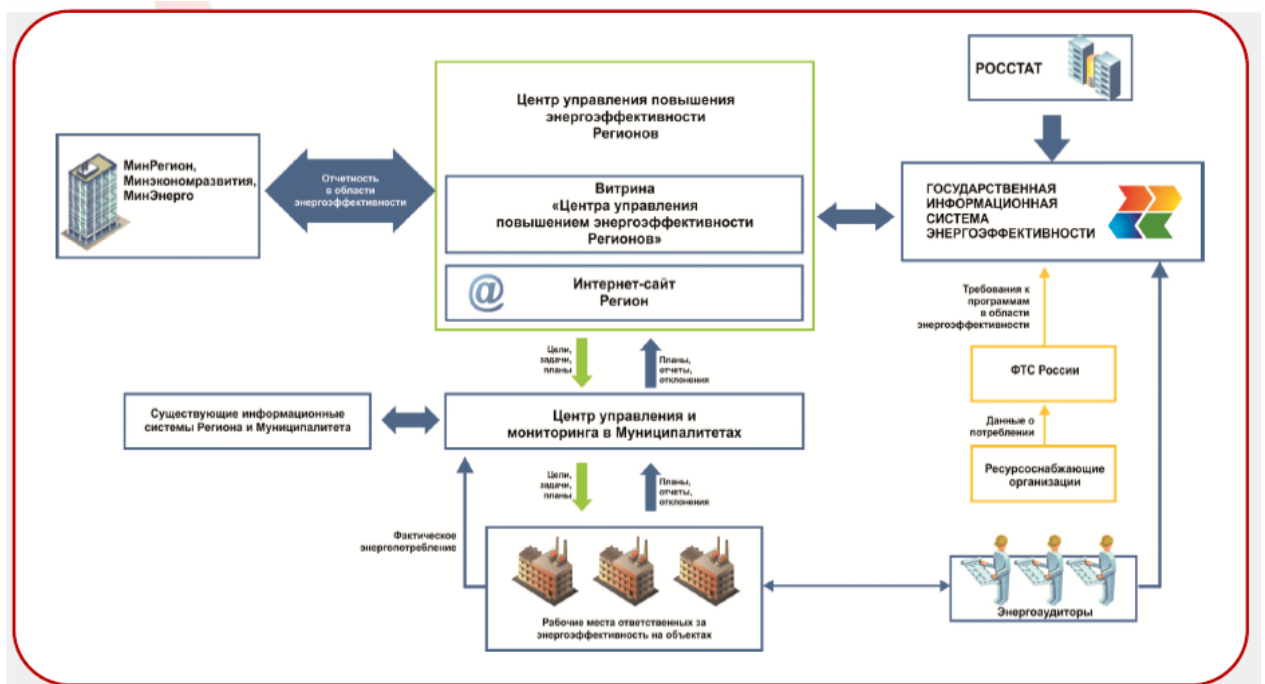 РОССТАТ
Центр управления повышения
энергоэффективности
Регионов
МинРегион,
Минэкономразвития,
МинЭнерго
Отчетность
в области
энергоэффективности
Витрина
«Центра управления
повышением энергоэффективности
Регионов»
ГОСУДАРСТВЕННАЯ
ИНФОРМАЦИОННАЯ
СИСТЕМА
ЭНЕРГОЭФФЕКТИВНОСТИ
@
Интернет-сайт
Регион
Требования к
программам
в области
энергоэффективности
Цели,
задачи,
планы
Планы,
отчеты,
отклонения
ФТС России
Существующие информационные
системы Региона и Муниципалитета
Центр управления и
мониторинга в Муниципалитетах
Данные о
потреблении
Ресурсоснабжающие
организации
Цели,
задачи,
планы
Планы,
отчеты,
отклонения
Фактическое
энергопотребление
Рабочие места ответственных за
энергоэффективность на объектах
Энергоаудиторы